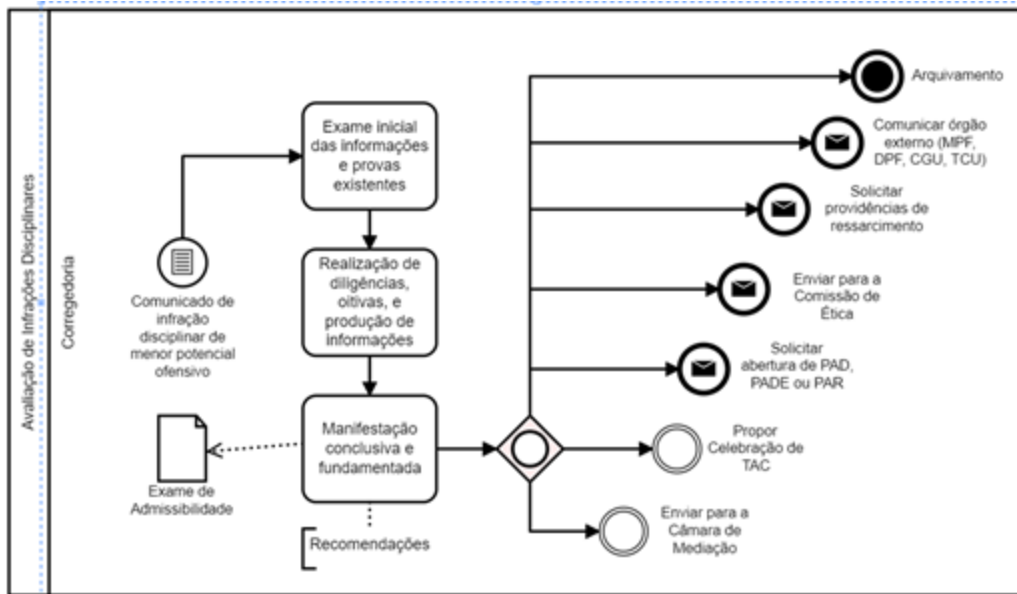 Avaliação de Infrações Disciplinares
Corregedoria
Comunicado de
infração
disciplinar de
menor potencial
ofensivo
Exame inicial
das informações
e provas
existentes
Realização de
diligências,
oitivas, e
produção de
informações
Manifestação
conclusiva e
fundamentada
Exame de
Admissibilidade
Recomendações
Arquivamento
Comunicar órgão
externo (MPF,
DPF, CGU, TCU)
Solicitar
providências de
ressarcimento
Enviar para a
Comissão de
Ética
Solicitar
abertura de PAD,
PADE ou PAR
Propor
Celebração de
TAC
Enviar para a
Câmara de
Mediação